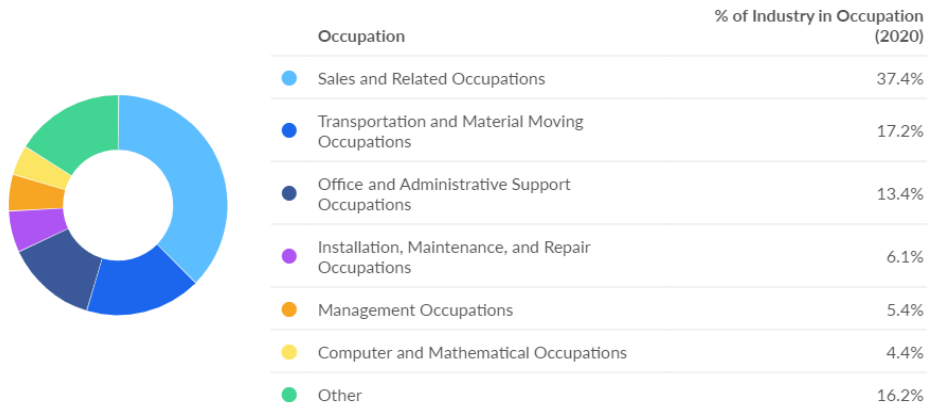 % of Industry in Occupation
Occupation
(2020)
Sales and Related Occupations
37.4%
Transportation and Material Moving
Occupations
17.2%
Office and Administrative Support
Occupations
13.4%
Installation, Maintenance, and Repair
Occupations
6.1%
Management Occupations
5.4%
Computer and Mathematical Occupations
4.4%
Other
16.2%